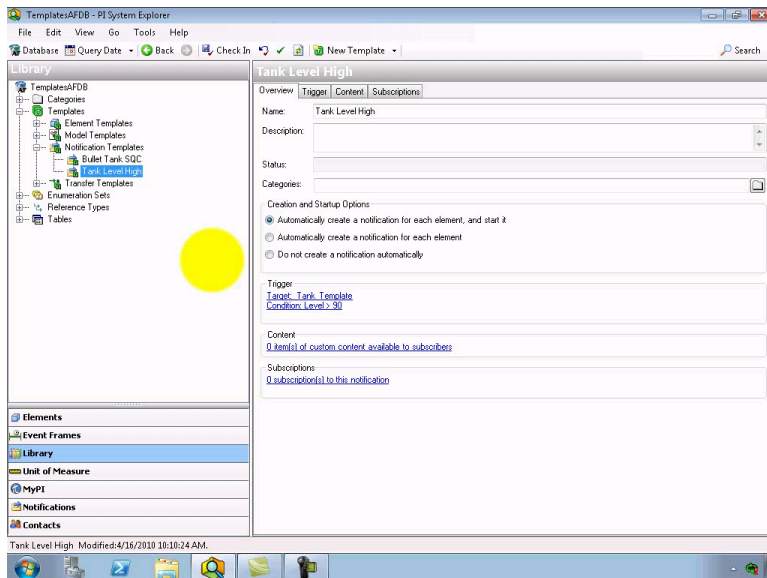 TemplatesAFDB - PI System Explorer
File Edit View Go Tools Help
Database Query Date Back Check In New Template Search
Library
TemplatesAFDB
Categories
Templates
Element Templates
Model Templates
Notification Templates
Bullet Tank SQC
Tank Level High
Transfer Templates
Enumeration Sets
Reference Types
Tables
Elements
Event Frames
Library
Unit of Measure
MyPI
Notifications
Contacts
Tank Level High
Overview Trigger Content Subscriptions
Name: Tank Level High
Description:
Status:
Categories:
Creation and Startup Options
Automatically create a notification for each element, and start it
Automatically create a notification for each element
Do not create a notification automatically
Trigger
Target: Tank Template
Condition: Level > 90
Content
0 item(s) of custom content available to subscribers
Subscriptions
0 subscription(s) to this notification
Tank Level High Modified:4/16/2010 10:10:24 AM.